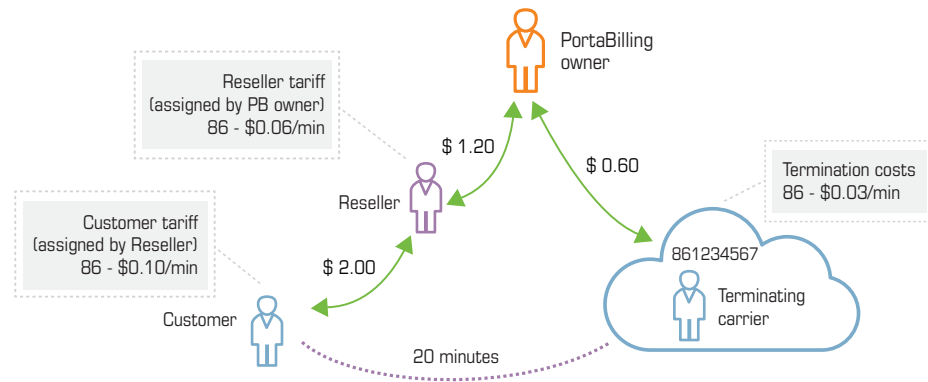 PortaBilling
owner
Reseller tariff
(assigned by PB owner)
86 - $0.06/min
$ 1.20
$ 0.60
Termination costs
86 - $0.03/min
Reseller
Customer tariff
(assigned by Reseller)
86 - $0.10/min
$ 2.00
861234567
Terminating
carrier
Customer
20 minutes